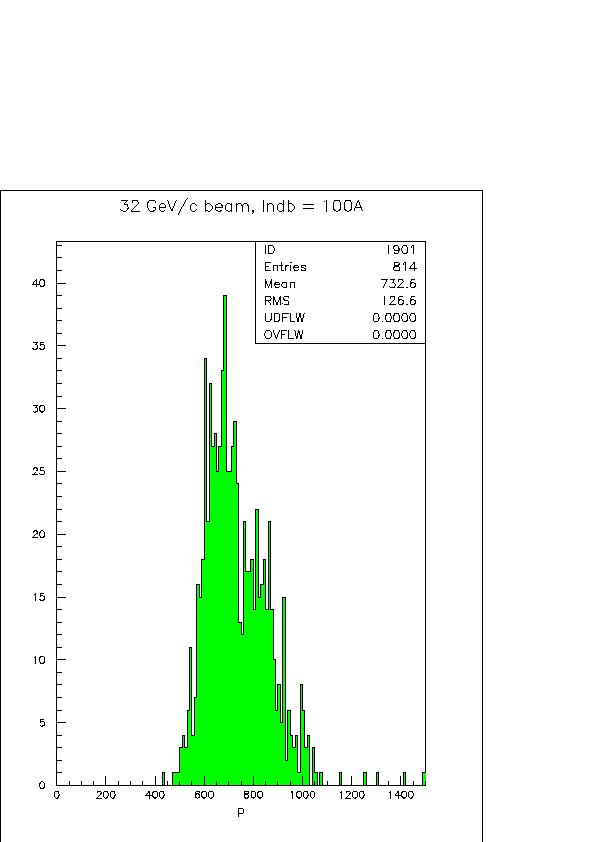 32 GeV/c beam, Indb = 100A
ID 1901
Entries 814
Mean 732.6
RMS 126.6
UDFLW 0.0000
OVFLW 0.0000
40
35
30
25
20
15
10
5
0
0 200 400 600 800 1000 1200 1400
P